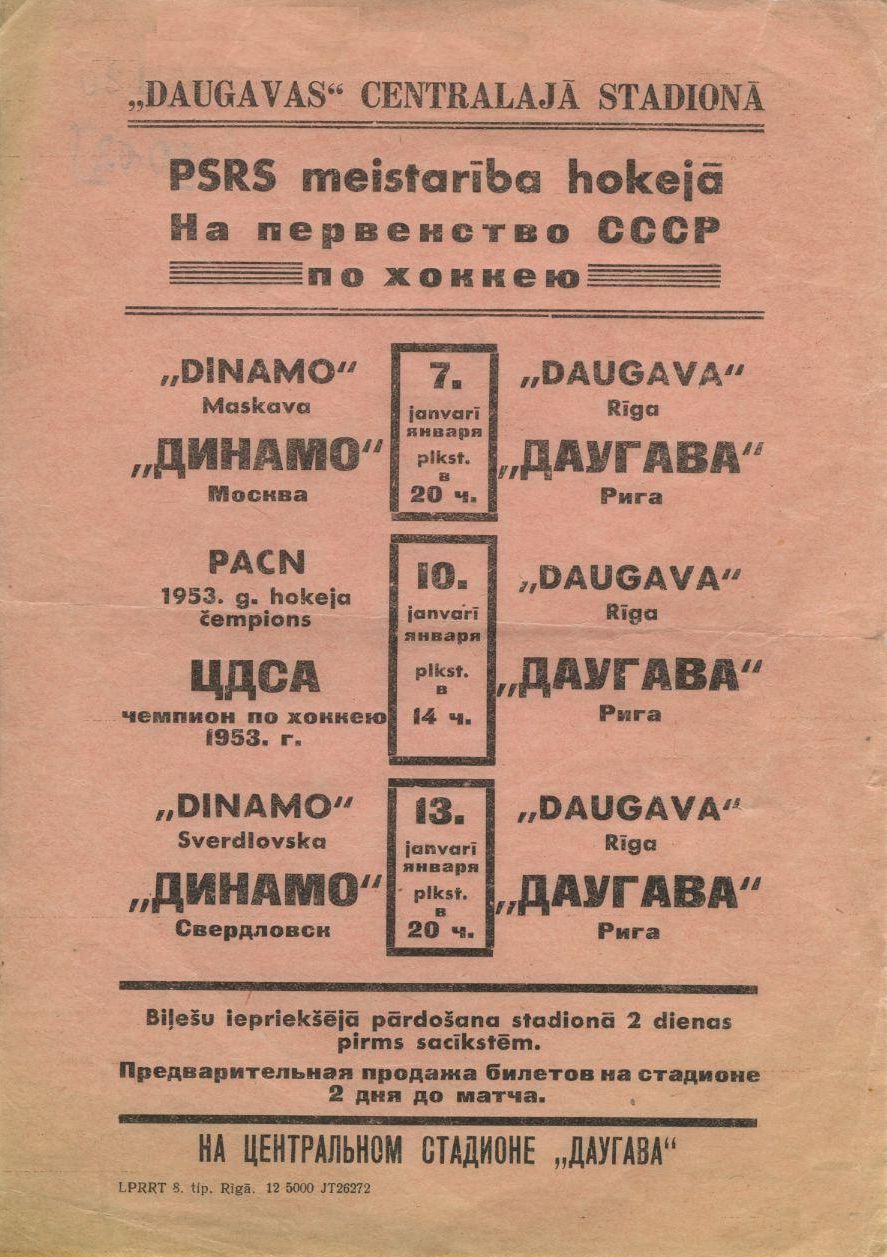 „DAUGAVAS“ CENTRALAJĀ STADIONĀ
PSRS meistarība hokejā
На первенство СССР
по хоккею
„DINAMO“
Maskava
„ДИНАМО“
Москва
7.
janvarī
января
plkst.
в
20 ч.
„DAUGAVA“
Rīga
„ДАУГАВА“
Рига
PACN
1953. g. hokeja
čempions
ЦДСА
чемпион по хоккею
1953. г.
10.
janvarī
января
plkst.
в
14 ч.
„DAUGAVA“
Rīga
„ДАУГАВА“
Рига
„DINAMO“
Sverdlovska
„ДИНАМО“
Свердловск
13.
janvarī
января
plkst.
в
20 ч.
„DAUGAVA“
Rīga
„ДАУГАВА“
Рига
Biļešu iepriekšējā pārdošana stadionā 2 dienas
pirms sacīkstēm.
Предварительная продажа билетов на стадионе
2 дня до матча.
НА ЦЕНТРАЛЬНОМ СТАДИОНЕ „ДАУГАВА“
LPRRT 8. tip. Rīgā. 12 5000 JT26272